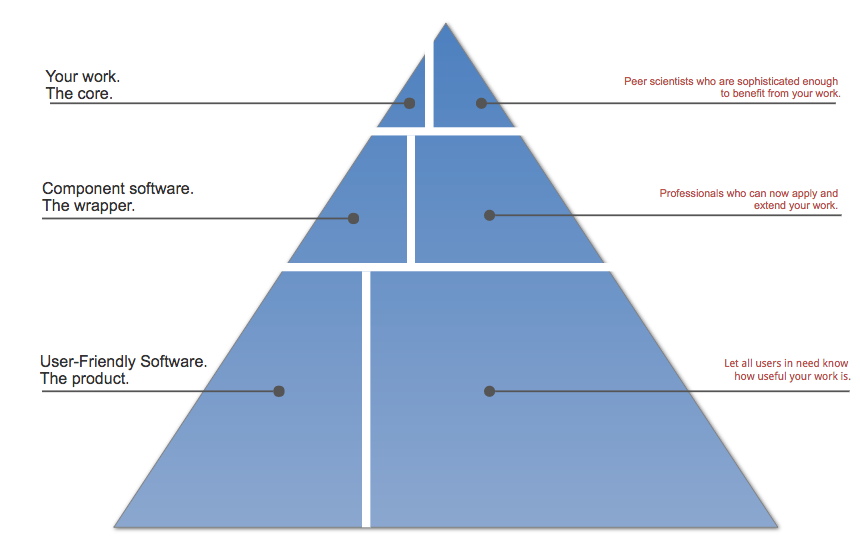 Your work.
The core.
Peer scientists who are sophisticated enough
to benefit from your work.
Component software.
The wrapper.
Professionals who can now apply and
extend your work.
User-Friendly Software.
The product.
Let all users in need know
how useful your work is.